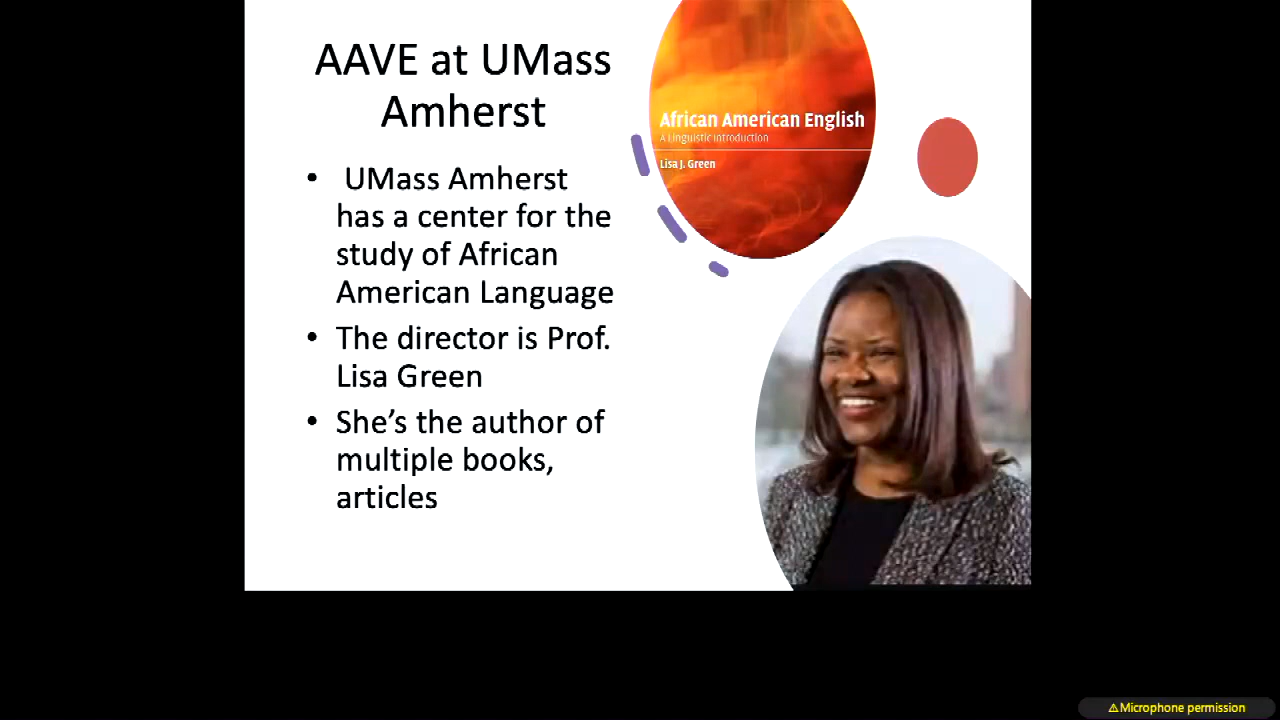 AAVE at UMass
Amherst
• UMass Amherst
has a center for the
study of African
American Language
• The director is Prof.
Lisa Green
• She’s the author of
multiple books,
articles
African American English
A Linguistic Introduction
Lisa J. Green
⚠Microphone permission